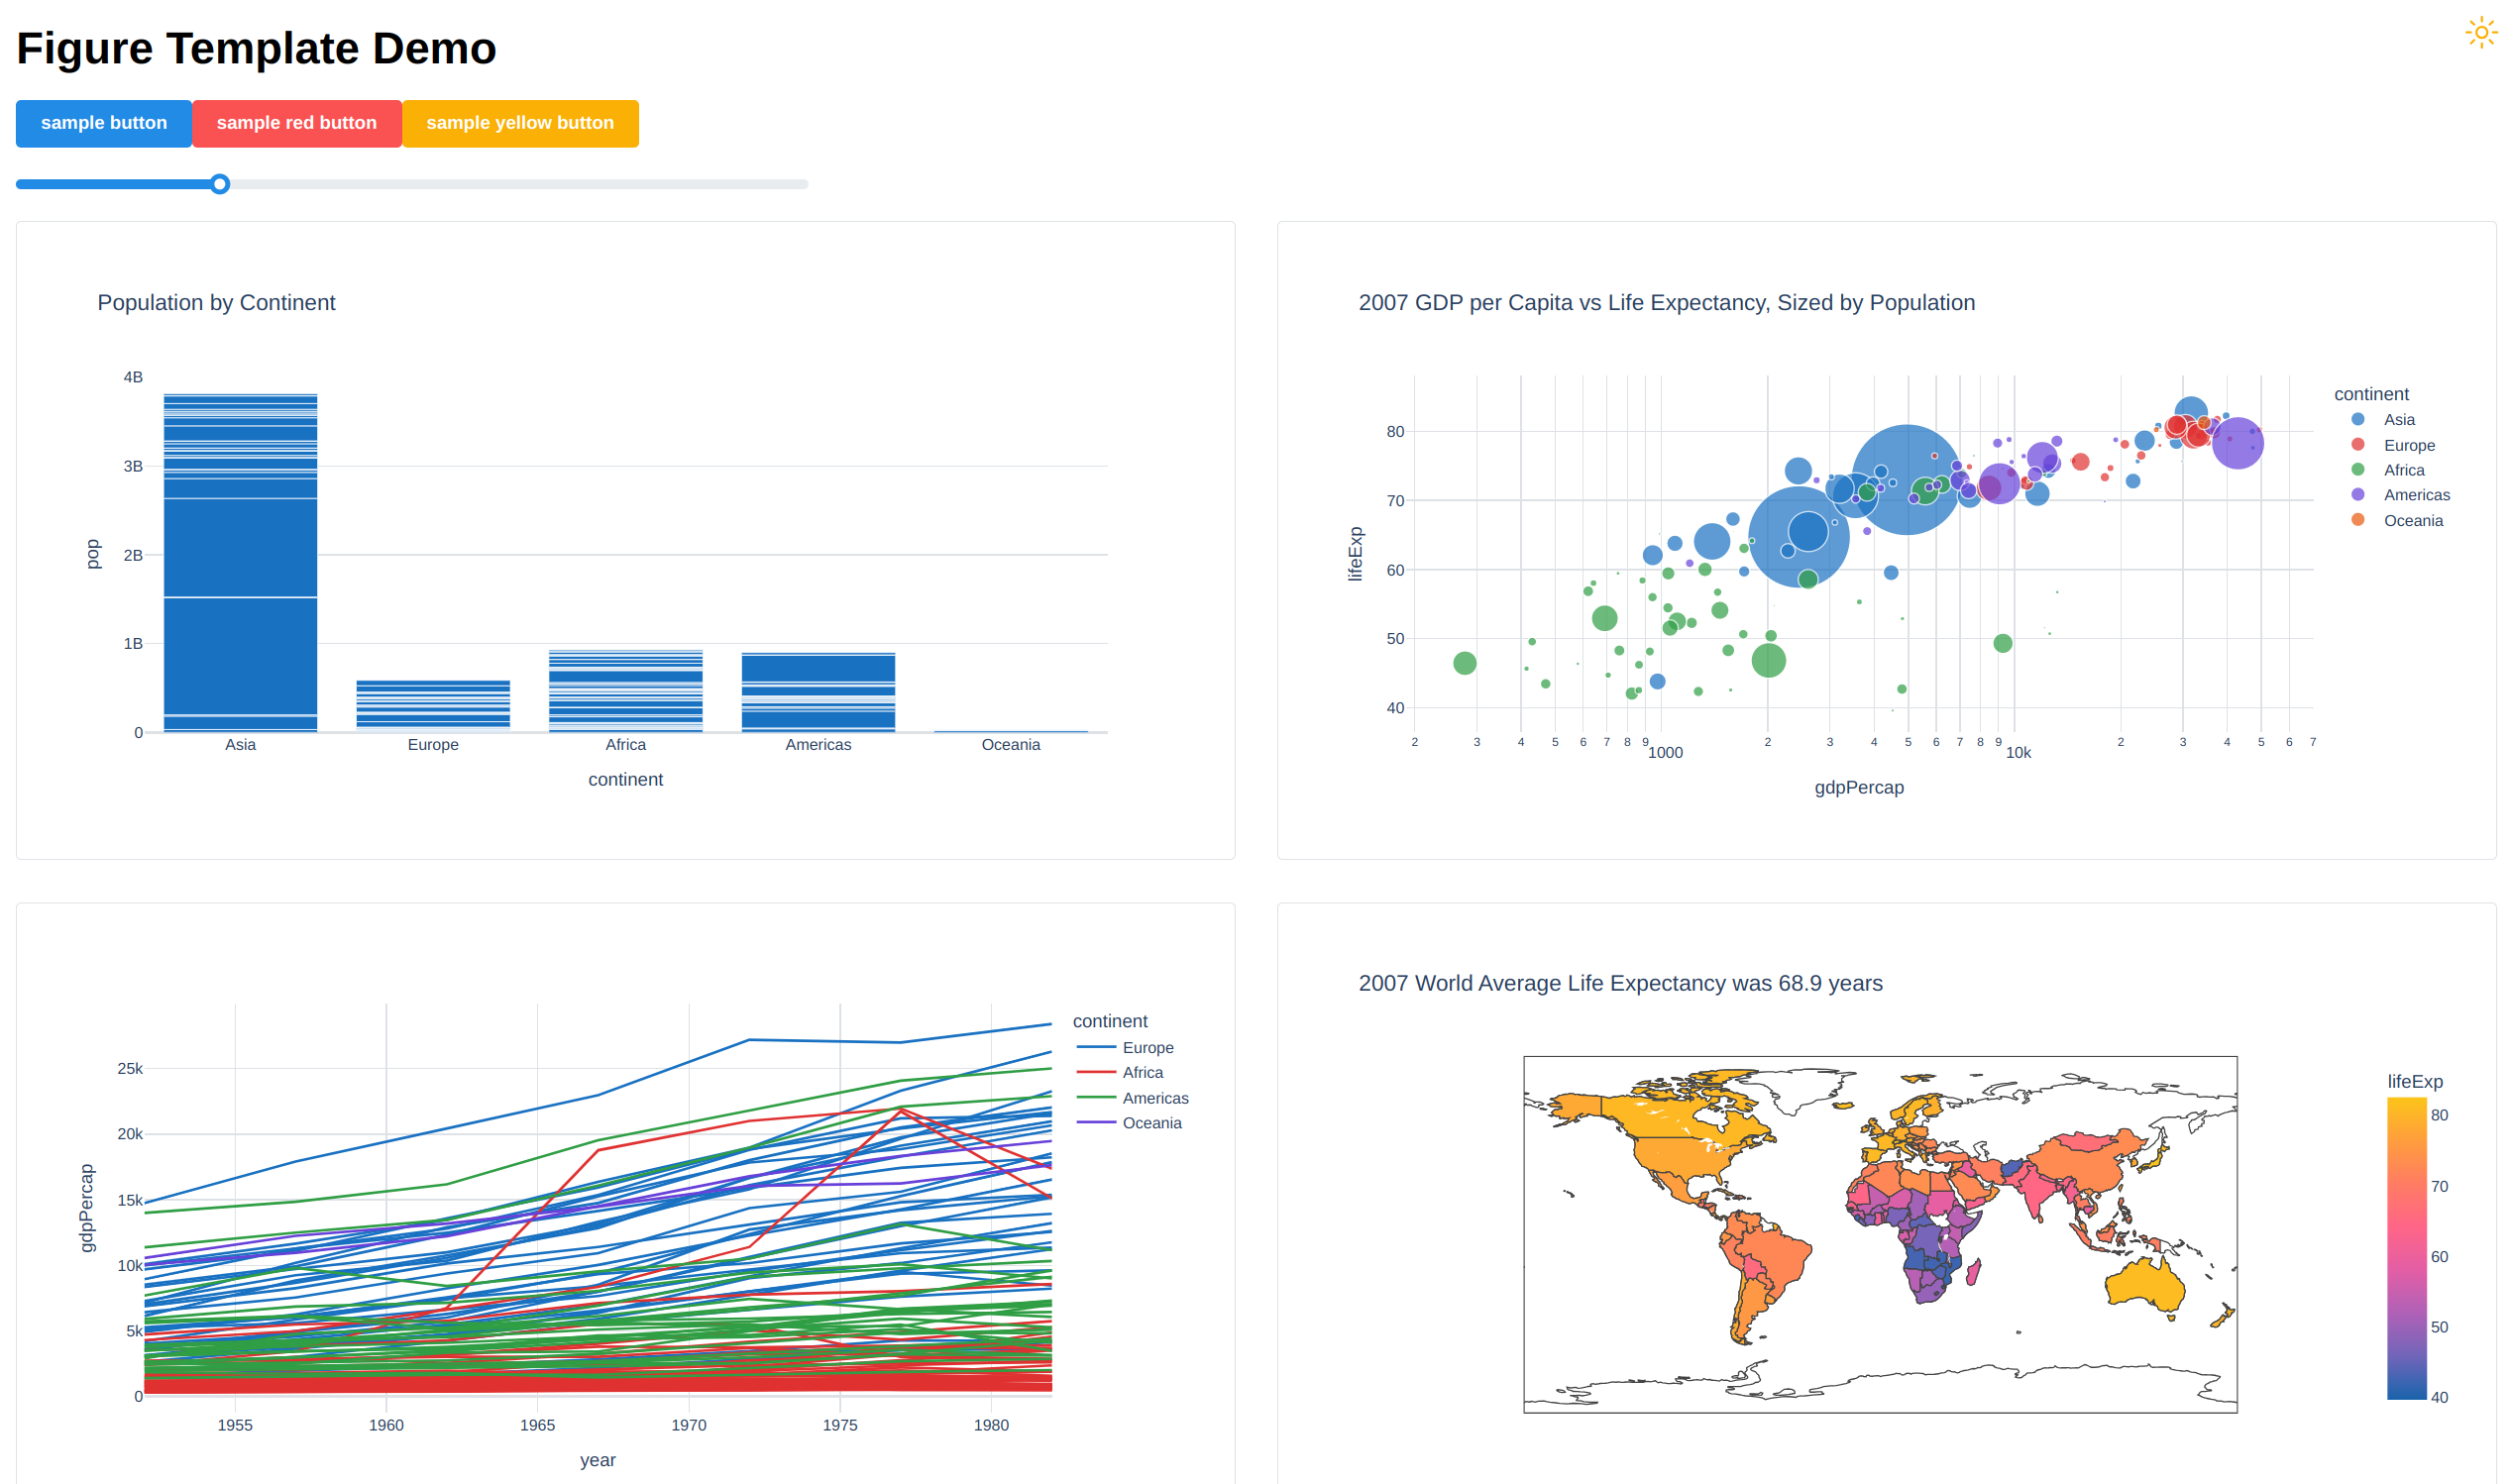 Figure Template Demo
sample button sample red button sample yellow button
Population by Continent
4B
3B
2B
1B
0
pop
Asia Europe Africa Americas Oceania
continent
2007 GDP per Capita vs Life Expectancy, Sized by Population
80
70
60
50
40
lifeExp
2 3 4 5 6 7 8 9 1000 2 3 4 5 6 7 8 9 10k 2 3 4 5 6 7
gdpPercap
continent
Asia
Europe
Africa
Americas
Oceania
25k
20k
15k
10k
5k
0
gdpPercap
1955 1960 1965 1970 1975 1980
year
continent
Europe
Africa
Americas
Oceania
2007 World Average Life Expectancy was 68.9 years
lifeExp
80
70
60
50
40